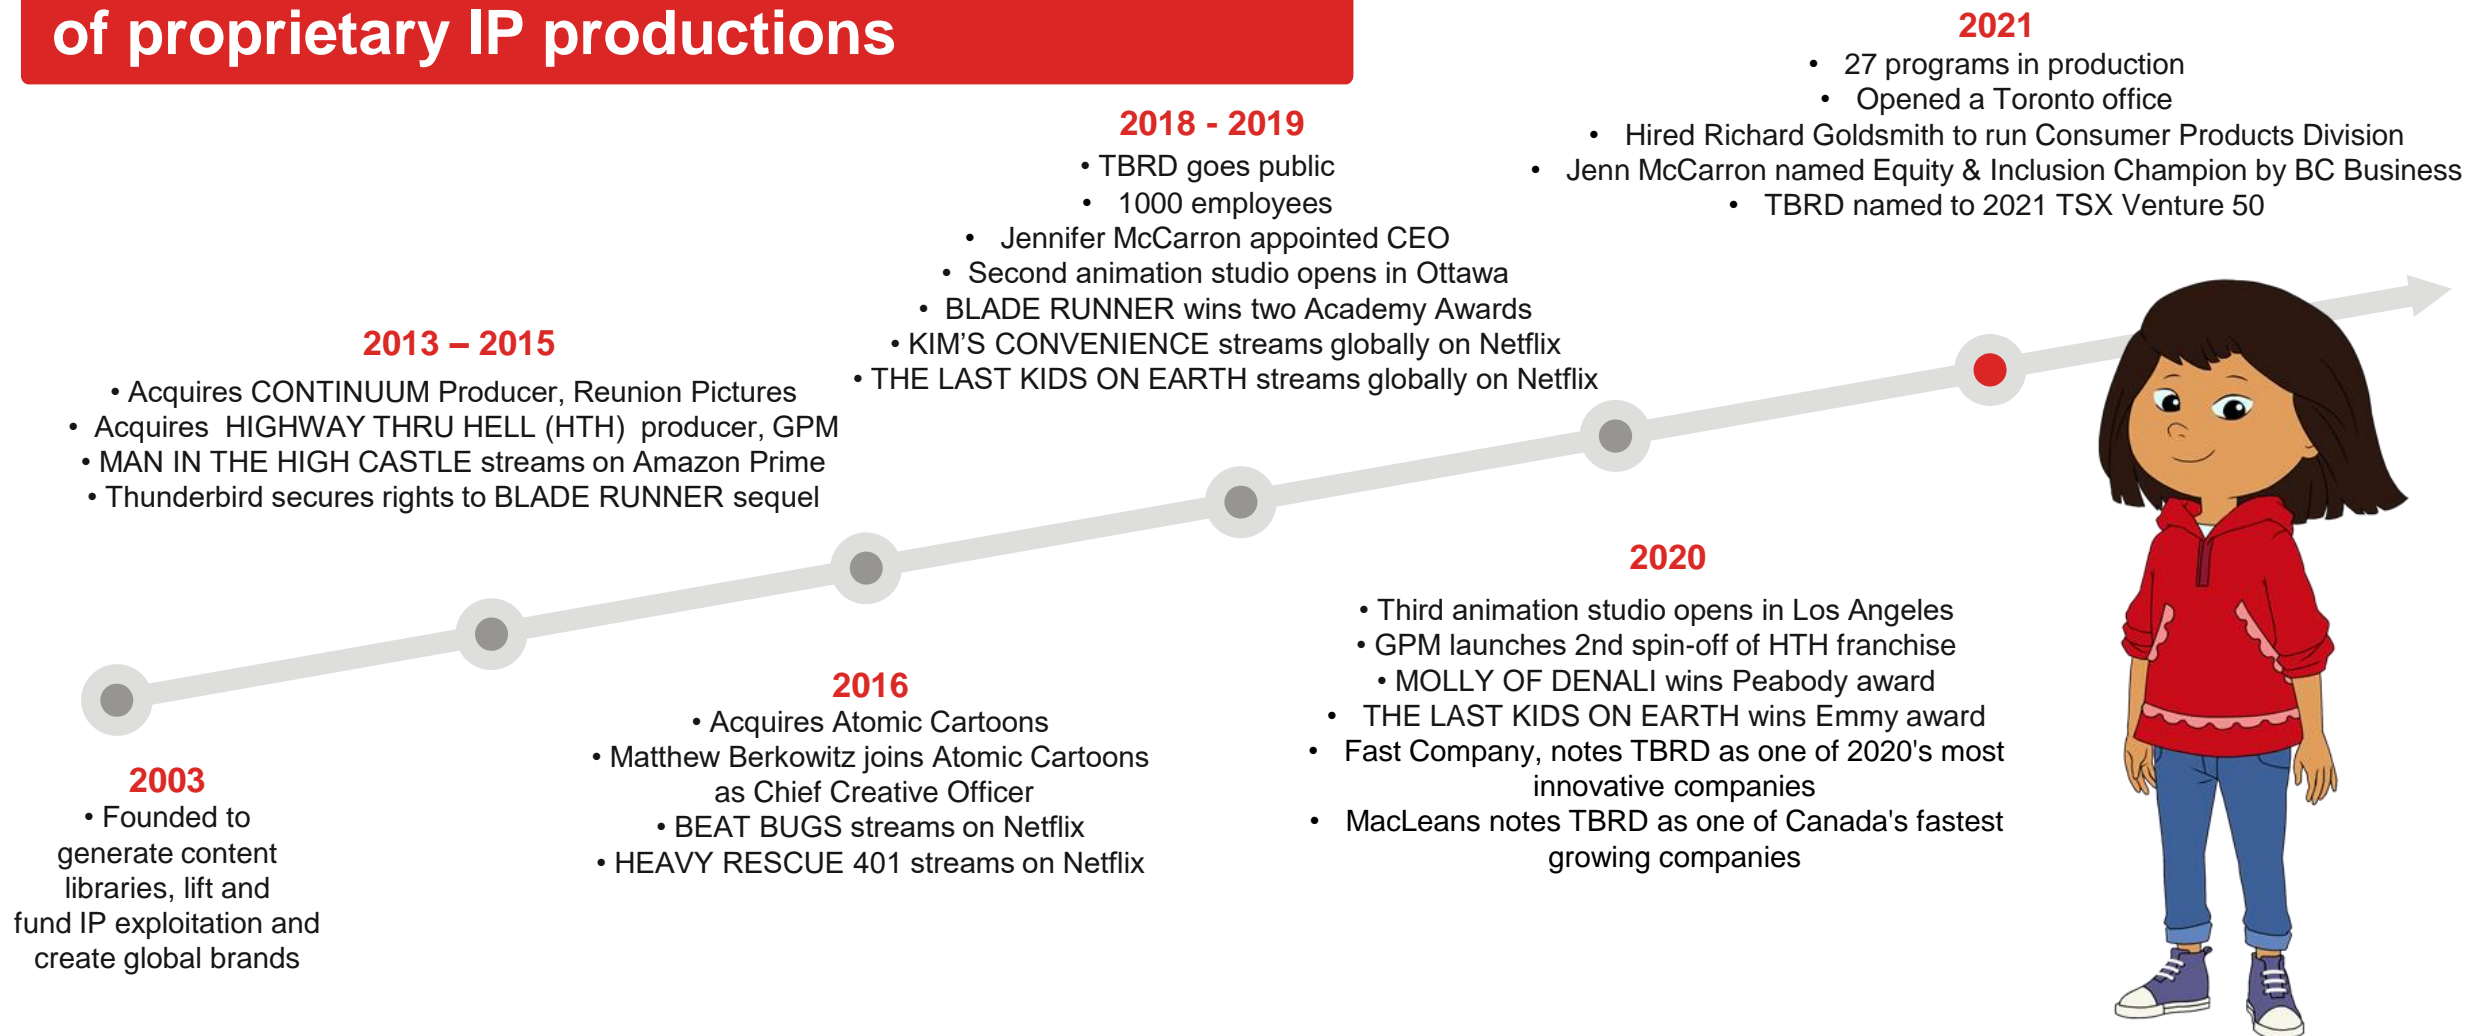 of proprietary IP productions
2003
• Founded to
generate content
libraries, lift and
fund IP exploitation and
create global brands
2013 – 2015
• Acquires CONTINUUM Producer, Reunion Pictures
• Acquires HIGHWAY THRU HELL (HTH) producer, GPM
• MAN IN THE HIGH CASTLE streams on Amazon Prime
• Thunderbird secures rights to BLADE RUNNER sequel
2016
• Acquires Atomic Cartoons
• Matthew Berkowitz joins Atomic Cartoons
as Chief Creative Officer
• BEAT BUGS streams on Netflix
• HEAVY RESCUE 401 streams on Netflix
2018 - 2019
• TBRD goes public
• 1000 employees
• Jennifer McCarron appointed CEO
• Second animation studio opens in Ottawa
• BLADE RUNNER wins two Academy Awards
• KIM’S CONVENIENCE streams globally on Netflix
• THE LAST KIDS ON EARTH streams globally on Netflix
2020
• Third animation studio opens in Los Angeles
• GPM launches 2nd spin-off of HTH franchise
• MOLLY OF DENALI wins Peabody award
• THE LAST KIDS ON EARTH wins Emmy award
• Fast Company, notes TBRD as one of 2020's most
innovative companies
• MacLeans notes TBRD as one of Canada's fastest
growing companies
2021
• 27 programs in production
• Opened a Toronto office
• Hired Richard Goldsmith to run Consumer Products Division
• Jenn McCarron named Equity & Inclusion Champion by BC Business
• TBRD named to 2021 TSX Venture 50